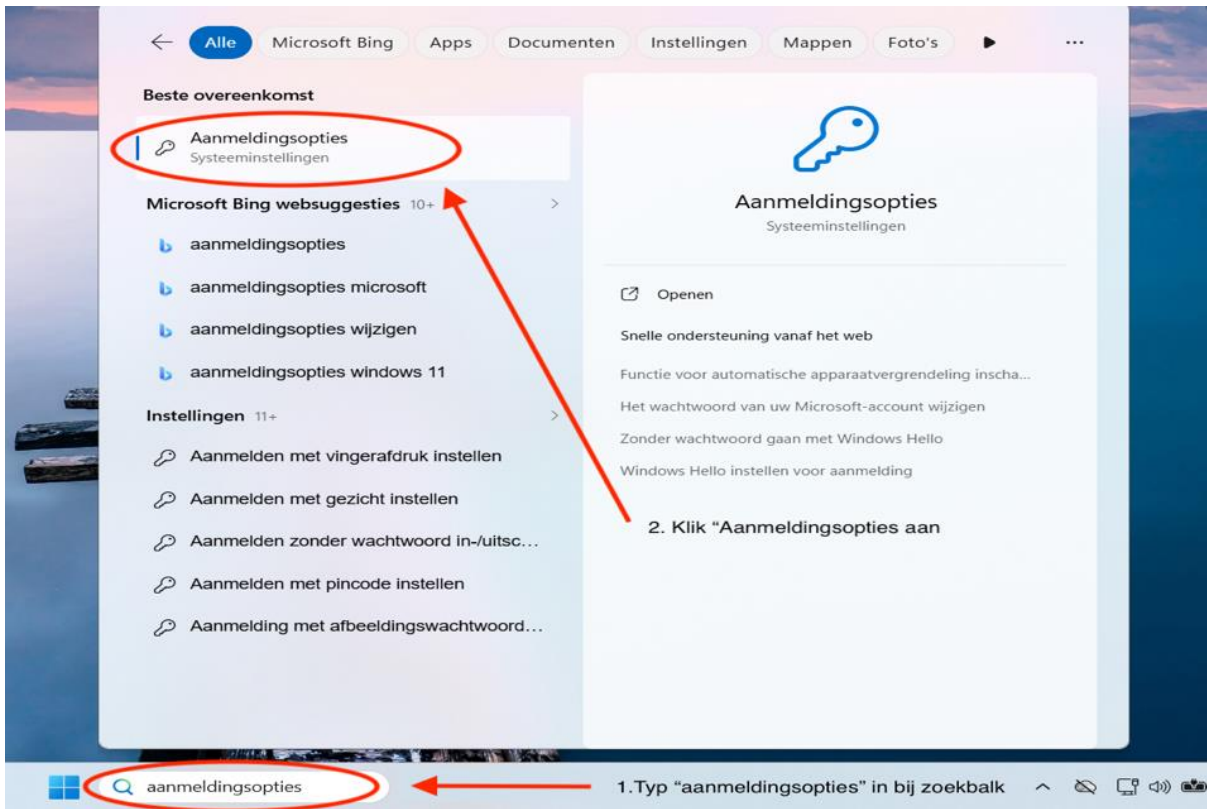 Alle Microsoft Bing Apps Documenten Instellingen Mappen Foto's
Beste overeenkomst
Aanmeldingsopties
Systeeminstellingen
Microsoft Bing websuggesties 10+
aanmeldingsopties
aanmeldingsopties microsoft
aanmeldingsopties wijzigen
aanmeldingsopties windows 11
Instellingen 11+
Aanmelden met vingerafdruk instellen
Aanmelden met gezicht instellen
Aanmelden zonder wachtwoord in-/uitsc...
Aanmelden met pincode instellen
Aanmelding met afbeeldingswachtwoord...
Aanmeldingsopties
Systeeminstellingen
Openen
Snelle ondersteuning vanaf het web
Functie voor automatische apparaatvergrendeling inscha...
Het wachtwoord van uw Microsoft-account wijzigen
Zonder wachtwoord gaan met Windows Hello
Windows Hello instellen voor aanmelding
2. Klik “Aanmeldingsopties aan
aanmeldingsopties
1.Typ “aanmeldingsopties” in bij zoekbalk